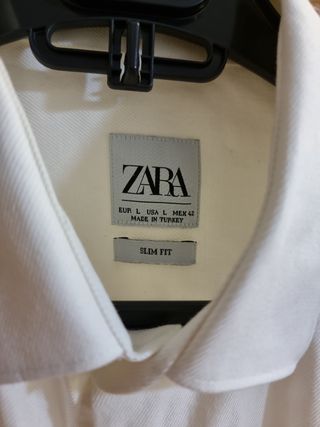 ZARA
EUR L USA L MEX 42
MADE IN TURKEY
SLIM FIT